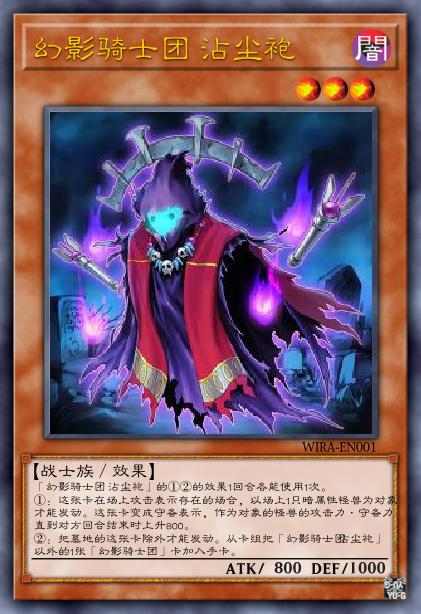 幻影骑士团 沾尘袍
闇
WIRA-EN001
【战士族 / 效果】
「幻影骑士团 沾尘袍」的①②的效果1回合各能使用1次。
①：这张卡在场上攻击表示存在的场合，以场上1只暗属性怪兽为对象
才能发动。这张卡变成守备表示，作为对象的怪兽的攻击力·守备力
直到对方回合结束时上升800。
②：把墓地的这张卡除外才能发动。从卡组把「幻影骑士团 沾尘袍」
以外的1张「幻影骑士团」卡加入手卡。
ATK/ 800 DEF/1000